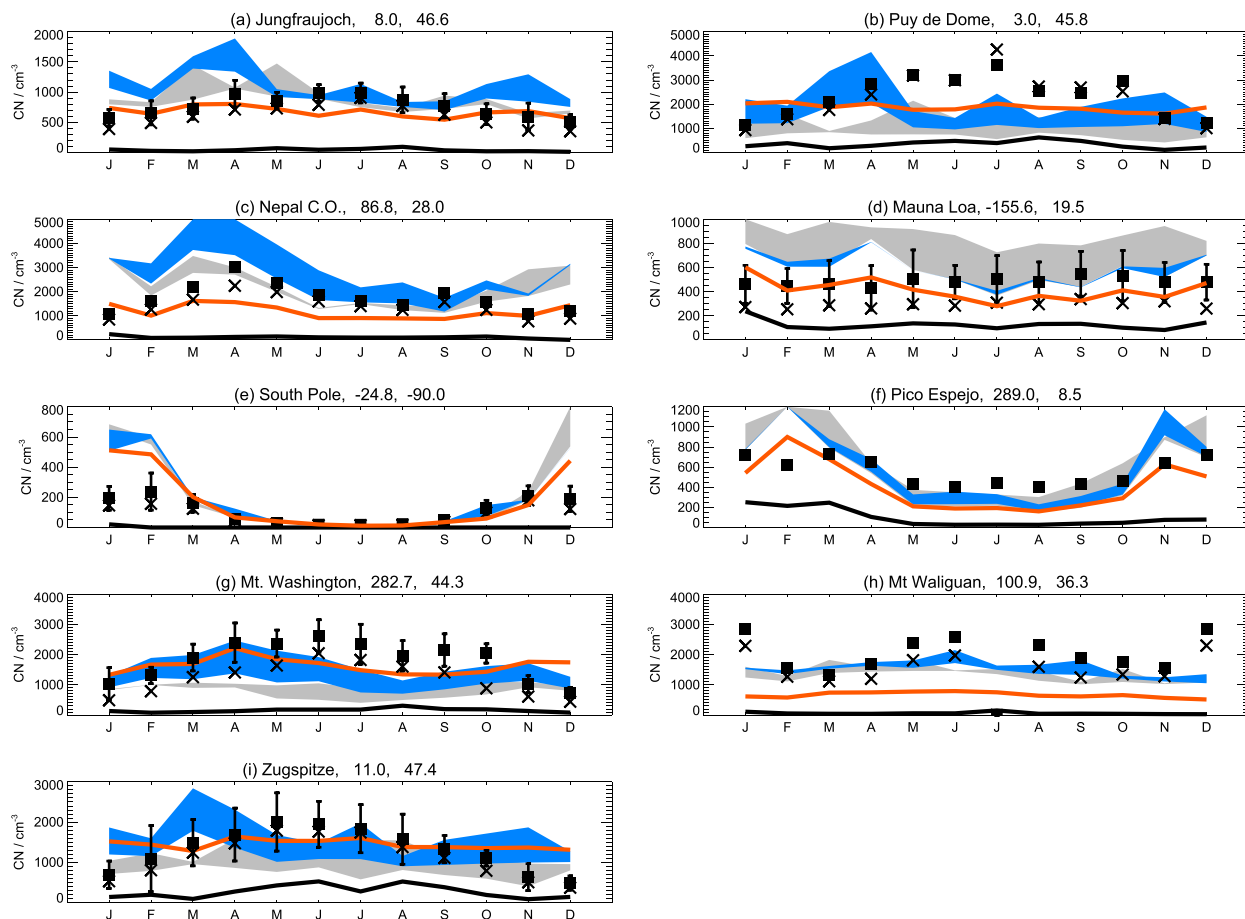 (a) Jungfraujoch, 8.0, 46.6
CN / cm-3
2000
1500
1000
500
0
J F M A M J J A S O N D
(b) Puy de Dome, 3.0, 45.8
CN / cm-3
5000
4000
3000
2000
1000
0
J F M A M J J A S O N D
(c) Nepal C.O., 86.8, 28.0
CN / cm-3
5000
4000
3000
2000
1000
0
J F M A M J J A S O N D
(d) Mauna Loa, -155.6, 19.5
CN / cm-3
1000
800
600
400
200
0
J F M A M J J A S O N D
(e) South Pole, -24.8, -90.0
CN / cm-3
800
600
400
200
0
J F M A M J J A S O N D
(f) Pico Espejo, 289.0, 8.5
CN / cm-3
1200
1000
800
600
400
200
0
J F M A M J J A S O N D
(g) Mt. Washington, 282.7, 44.3
CN / cm-3
4000
3000
2000
1000
0
J F M A M J J A S O N D
(h) Mt Waliguan, 100.9, 36.3
CN / cm-3
4000
3000
2000
1000
0
J F M A M J J A S O N D
(i) Zugspitze, 11.0, 47.4
CN / cm-3
3000
2000
1000
0
J F M A M J J A S O N D